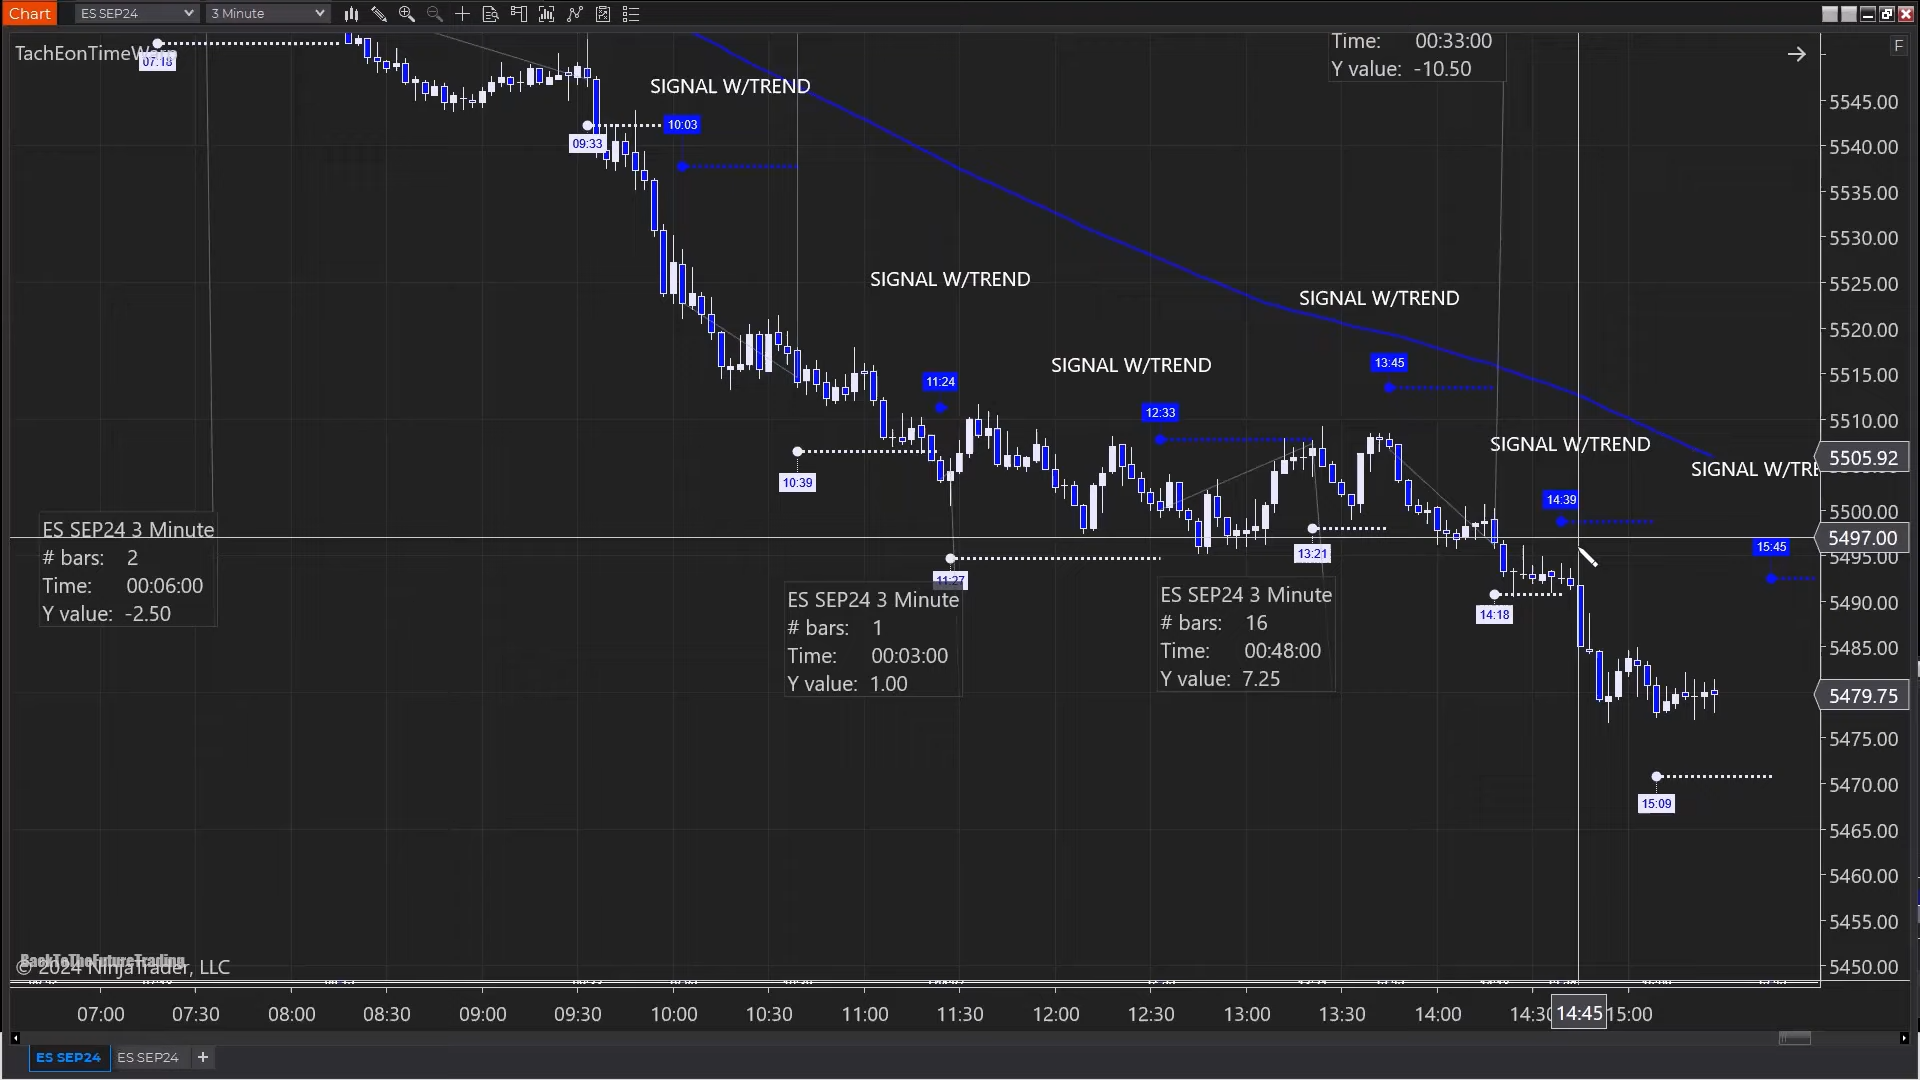 Chart
ES SEP24
3 Minute
TachEonTimeWarp
F
07:18
Time: 00:33:00
Y value: -10.50
SIGNAL W/TREND
10:03
09:33
SIGNAL W/TREND
SIGNAL W/TREND
SIGNAL W/TREND
13:45
11:24
12:33
SIGNAL W/TREND
SIGNAL W/TRE
10:39
14:39
15:45
13:21
11:27
14:18
15:09
ES SEP24 3 Minute
# bars: 2
Time: 00:06:00
Y value: -2.50
ES SEP24 3 Minute
# bars: 1
Time: 00:03:00
Y value: 1.00
ES SEP24 3 Minute
# bars: 16
Time: 00:48:00
Y value: 7.25
5545.00
5540.00
5535.00
5530.00
5525.00
5520.00
5515.00
5510.00
5505.92
5500.00
5497.00
5495.00
5490.00
5485.00
5479.75
5475.00
5470.00
5465.00
5460.00
5455.00
5450.00
BackToTheFutureTrading
© 2024 NinjaTrader, LLC
07:00 07:30 08:00 08:30 09:00 09:30 10:00 10:30 11:00 11:30 12:00 12:30 13:00 13:30 14:00 14:30 14:45 15:00
ES SEP24 ES SEP24 +